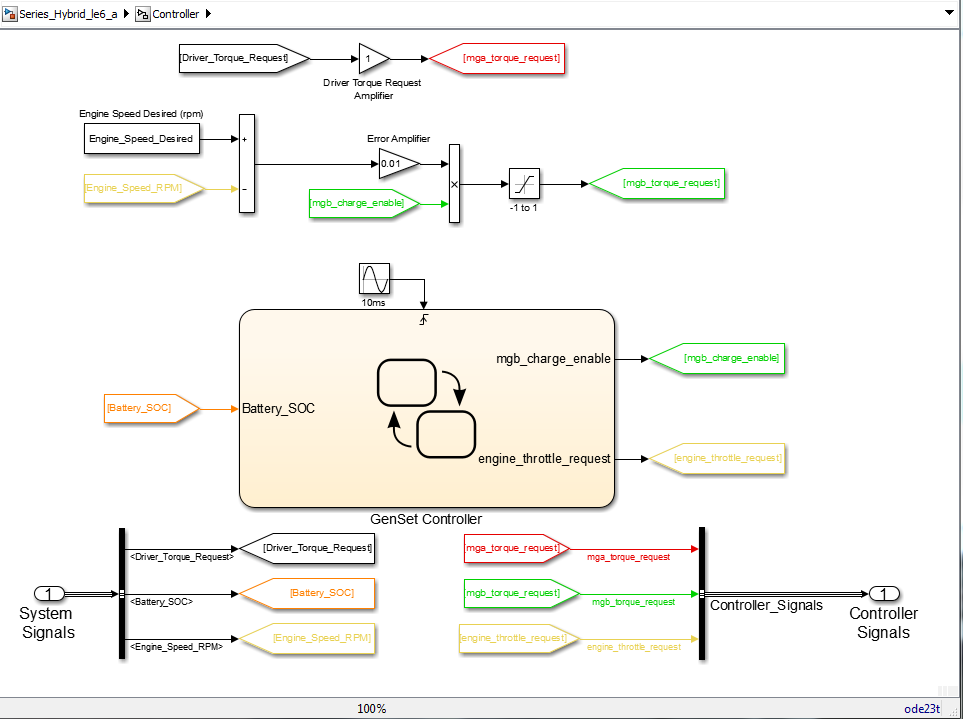 Series_Hybrid_le6_a Controller
[Driver_Torque_Request]
1
[mga_torque_request]
Driver Torque Request
Amplifier
Engine Speed Desired (rpm)
Engine_Speed_Desired
+
[Engine_Speed_RPM]
-
Error Amplifier
0.01
[mgb_charge_enable]
×
-1 to 1
[mgb_torque_request]
10ms
mgb_charge_enable
[mgb_charge_enable]
[Battery_SOC]
Battery_SOC
engine_throttle_request
[engine_throttle_request]
GenSet Controller
1
System
Signals
<Driver_Torque_Request>
[Driver_Torque_Request]
<Battery_SOC>
[Battery_SOC]
<Engine_Speed_RPM>
[Engine_Speed_RPM]
[mga_torque_request]
mga_torque_request
[mgb_torque_request]
mgb_torque_request
[engine_throttle_request]
engine_throttle_request
Controller_Signals
1
Controller
Signals
100%
ode23t